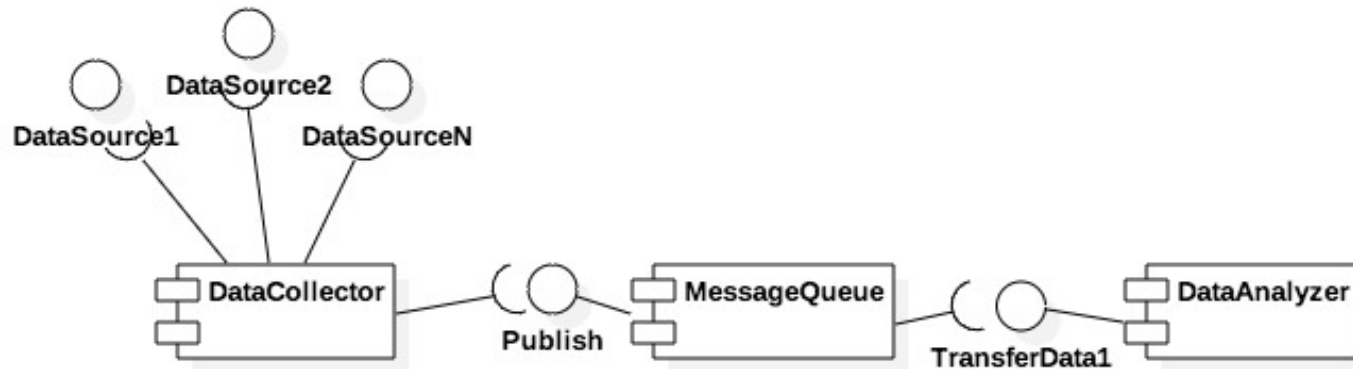 DataSource2
DataSource1
DataSourceN
DataCollector
MessageQueue
DataAnalyzer
Publish
TransferData1